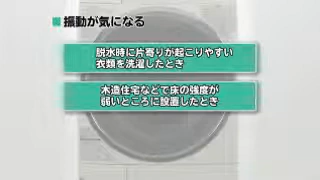 ■振動が気になる
脱水時に片寄りが起こりやすい
衣類を洗濯したとき
木造住宅などで床の強度が
弱いところに設置したとき